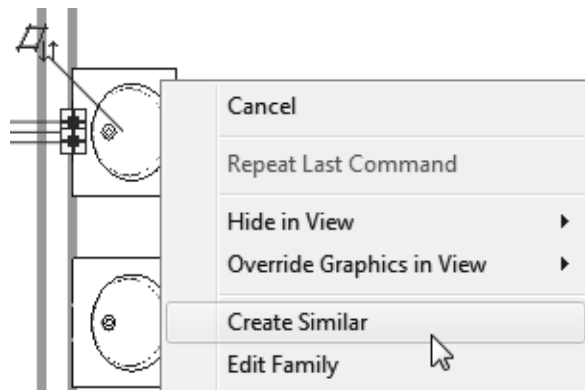 Cancel
Repeat Last Command
Hide in View
Override Graphics in View
Create Similar
Edit Family